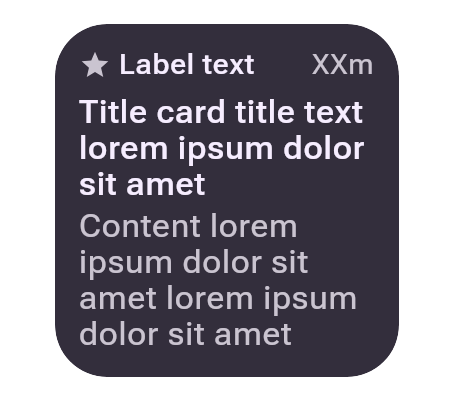 Label text XXm
Title card title text
lorem ipsum dolor
sit amet
Content lorem
ipsum dolor sit
amet lorem ipsum
dolor sit amet